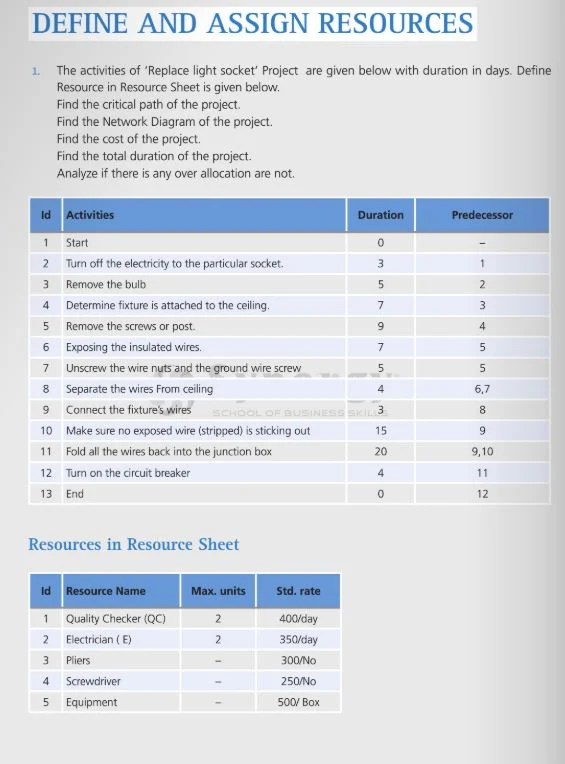 DEFINE AND ASSIGN RESOURCES
1. The activities of ‘Replace light socket’ Project are given below with duration in days. Define
Resource in Resource Sheet is given below.
Find the critical path of the project.
Find the Network Diagram of the project.
Find the cost of the project.
Find the total duration of the project.
Analyze if there is any over allocation are not.
Id Activities Duration Predecessor
1 Start 0 –
2 Turn off the electricity to the particular socket. 3 1
3 Remove the bulb 5 2
4 Determine fixture is attached to the ceiling. 7 3
5 Remove the screws or post. 9 4
6 Exposing the insulated wires. 7 5
7 Unscrew the wire nuts and the ground wire screw 5 5
8 Separate the wires From ceiling 4 6,7
9 Connect the fixture's wires 3 8
SCHOOL OF BUSINESS SKILLS
10 Make sure no exposed wire (stripped) is sticking out 15 9
11 Fold all the wires back into the junction box 20 9,10
12 Turn on the circuit breaker 4 11
13 End 0 12
Resources in Resource Sheet
Id Resource Name Max. units Std. rate
1 Quality Checker (QC) 2 400/day
2 Electrician ( E) 2 350/day
3 Pliers – 300/No
4 Screwdriver – 250/No
5 Equipment – 500/ Box